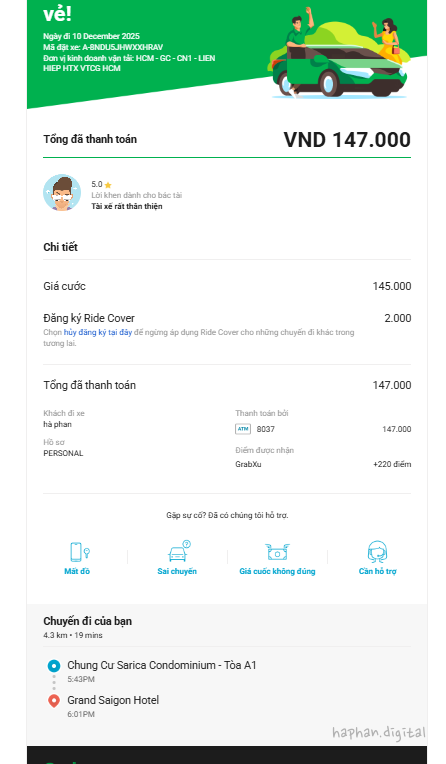 vẻ!
Ngày đi 10 December 2025
Mã đặt xe: A-8NDU5JHWXXHRAV
Đơn vị kinh doanh vận tải: HCM - GC - CN1 - LIEN
HIEP HTX VTCG HCM
Tổng đã thanh toán VND 147.000
5.0
Lời khen dành cho bác tài
Tài xế rất thân thiện
Chi tiết
Giá cước 145.000
Đăng ký Ride Cover 2.000
Chọn hủy đăng ký tại đây để ngừng áp dụng Ride Cover cho những chuyến đi khác trong
tương lai.
Tổng đã thanh toán 147.000
Khách đi xe
hà phan
Hồ sơ
PERSONAL
Thanh toán bởi
ATM 8037 147.000
Điểm được nhận
GrabXu +220 điểm
Gặp sự cố? Đã có chúng tôi hỗ trợ.
Mất đồ Sai chuyến Giá cuốc không đúng Cần hỗ trợ
Chuyến đi của bạn
4.3 km • 19 mins
Chung Cư Sarica Condominium - Tòa A1
5:43PM
Grand Saigon Hotel
6:01PM
haphan.digital